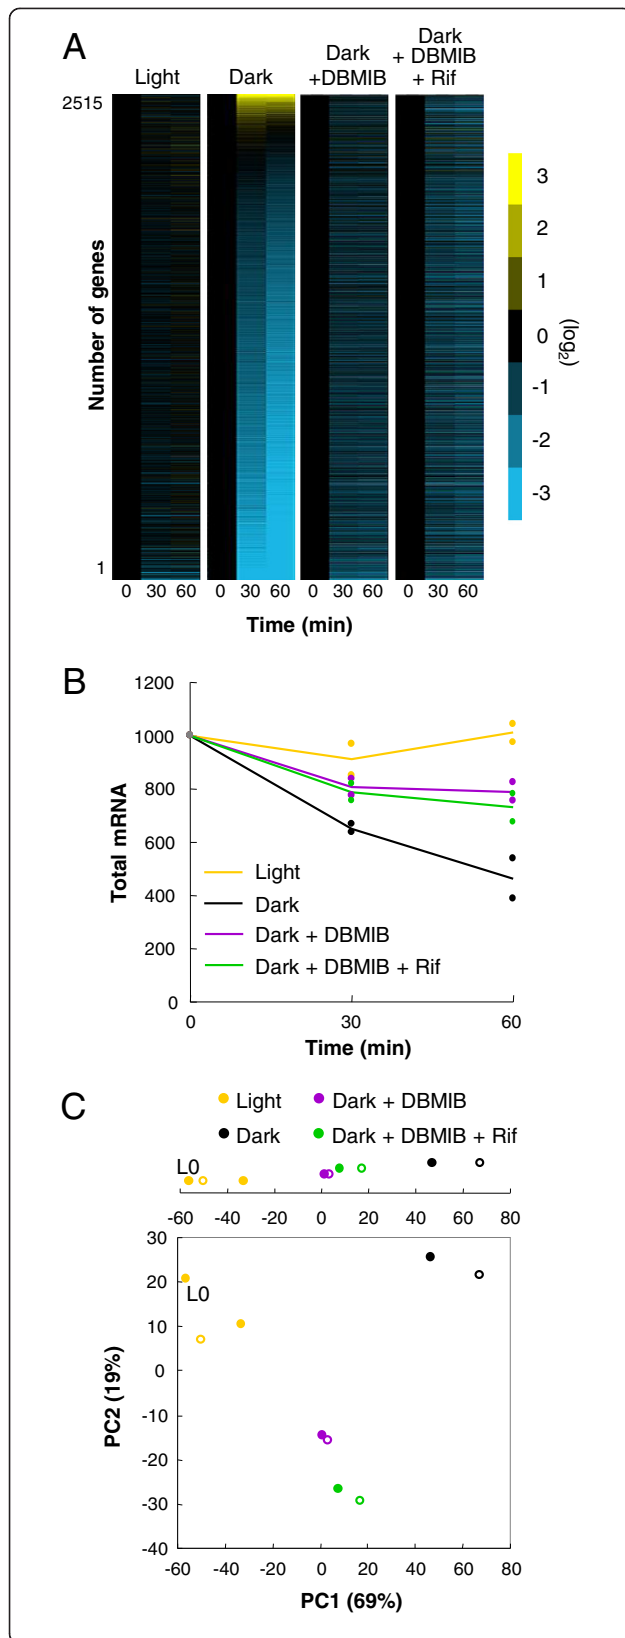 A
Light
Dark
Dark
+DBMIB
Dark
+ DBMIB
+ Rif
2515
1
Number of genes
0 30 60 0 30 60 0 30 60 0 30 60
Time (min)
3
2
1
0
-1
-2
-3
(log2)
B
1200
1000
800
600
400
200
0
Total mRNA
Light
Dark
Dark + DBMIB
Dark + DBMIB + Rif
0 30 60
Time (min)
C
Light
Dark + DBMIB
Dark
Dark + DBMIB + Rif
L0
-60 -40 -20 0 20 40 60 80
30
20
10
0
-10
-20
-30
-40
L0
PC2 (19%)
-60 -40 -20 0 20 40 60 80
PC1 (69%)